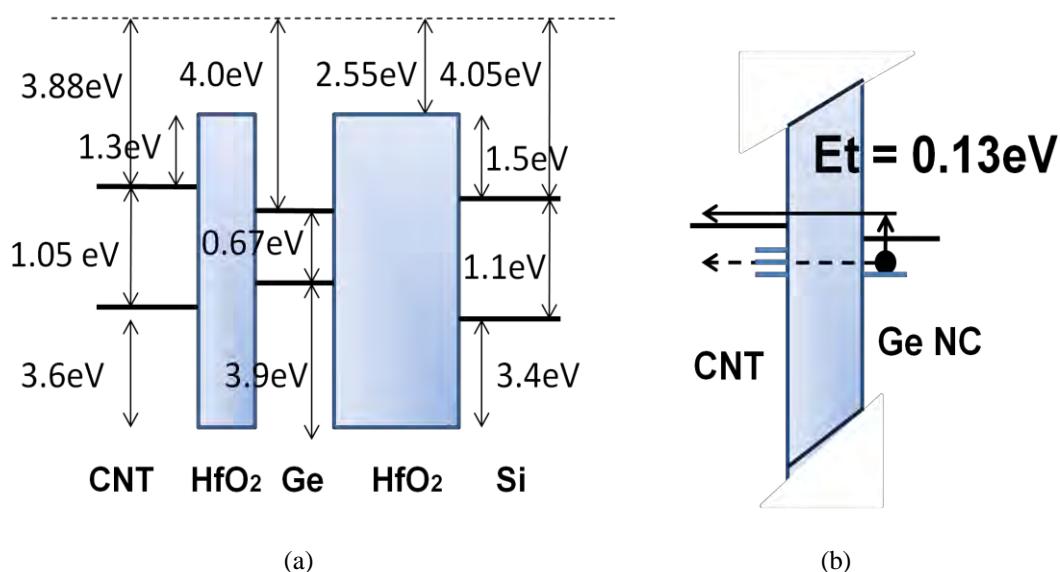 3.88eV
4.0eV
2.55eV
4.05eV
1.3eV
1.5eV
1.05 eV
0.67eV
1.1eV
3.6eV
3.9eV
3.4eV
CNT HfO2 Ge HfO2 Si
(a)
Et = 0.13eV
CNT
Ge NC
(b)